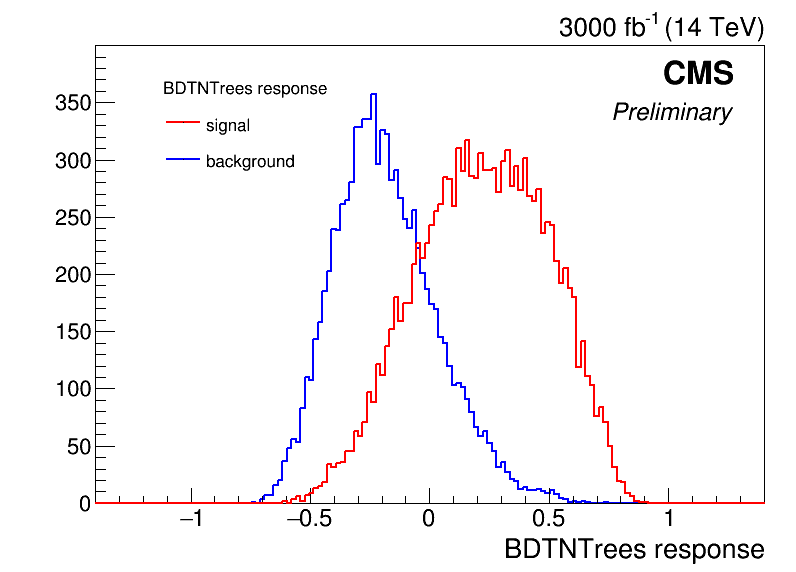 3000 fb-1 (14 TeV)
CMS
Preliminary
BDTNTrees response
signal
background
350
300
250
200
150
100
50
0
−1 −0.5 0 0.5 1
BDTNTrees response